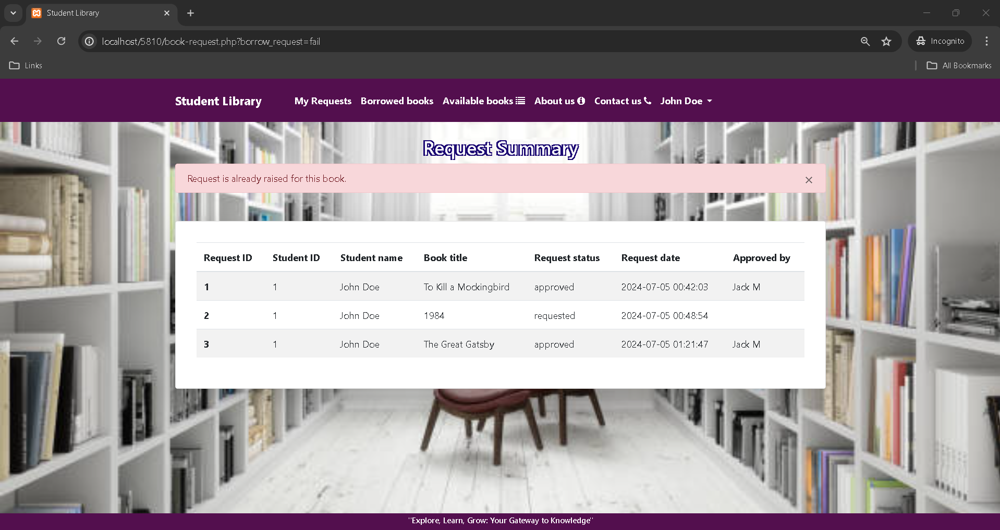 Student Library
localhost/5810/book-request.php?borrow_request=fail
Incognito
Links
All Bookmarks
Student Library My Requests Borrowed books Available books About us Contact us John Doe
Request Summary
Request is already raised for this book.
Request ID Student ID Student name Book title Request status Request date Approved by
1 1 John Doe To Kill a Mockingbird approved 2024-07-05 00:42:03 Jack M
2 1 John Doe 1984 requested 2024-07-05 00:48:54
3 1 John Doe The Great Gatsby approved 2024-07-05 01:21:47 Jack M
"Explore, Learn, Grow: Your Gateway to Knowledge"